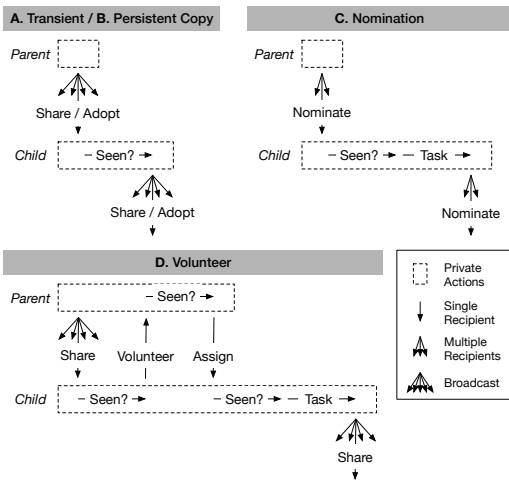 A. Transient / B. Persistent Copy
Parent
Share / Adopt
Child
Seen?
Share / Adopt
C. Nomination
Parent
Nominate
Child
Seen?
Task
Nominate
D. Volunteer
Parent
Seen?
Share
Volunteer
Assign
Child
Seen?
Seen?
Task
Share
Private
Actions
Single
Recipient
Multiple
Recipients
Broadcast